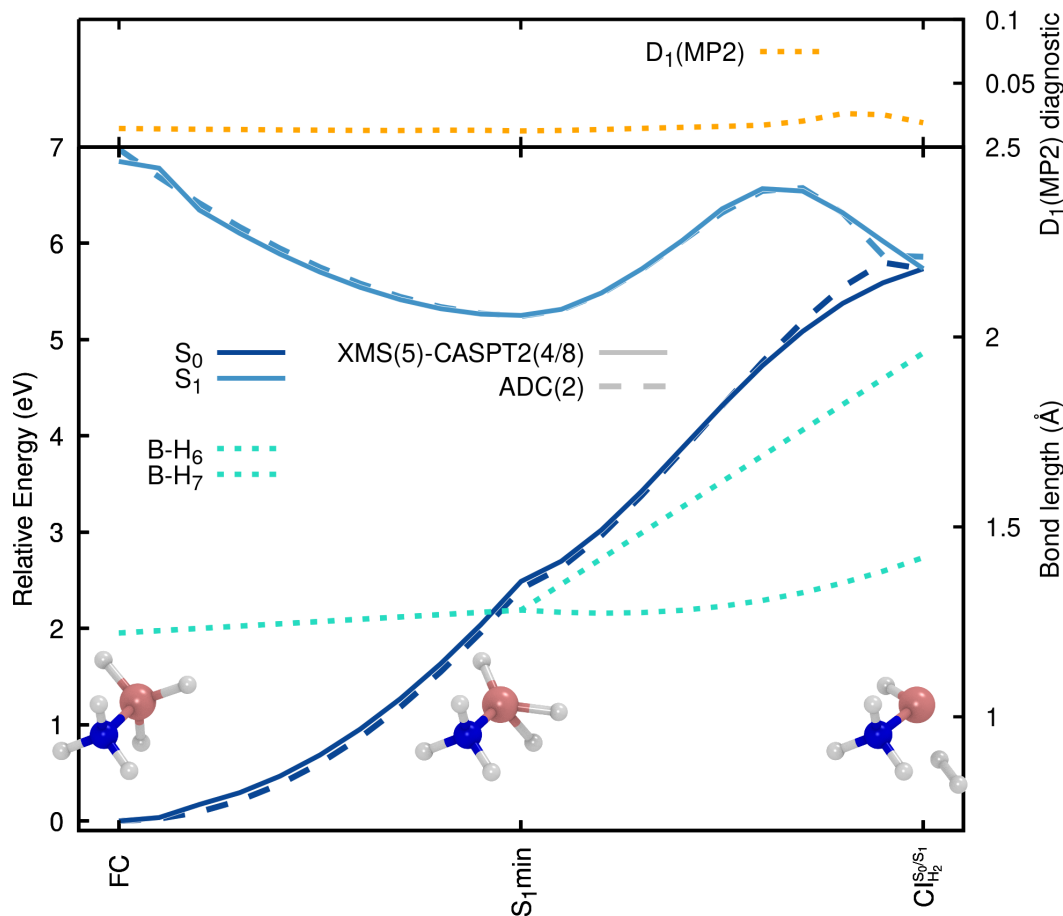 0.1
D₁(MP2)
0.05
D₁(MP2) diagnostic
7
2.5
6
5
2
S₀
XMS(5)-CASPT2(4/8)
S₁
ADC(2)
Relative Energy (eV)
Bond length (Å)
4
B-H₆
B-H₇
3
1.5
2
1
1
0
FC
S₁min
CI_H₂^S₀/S₁